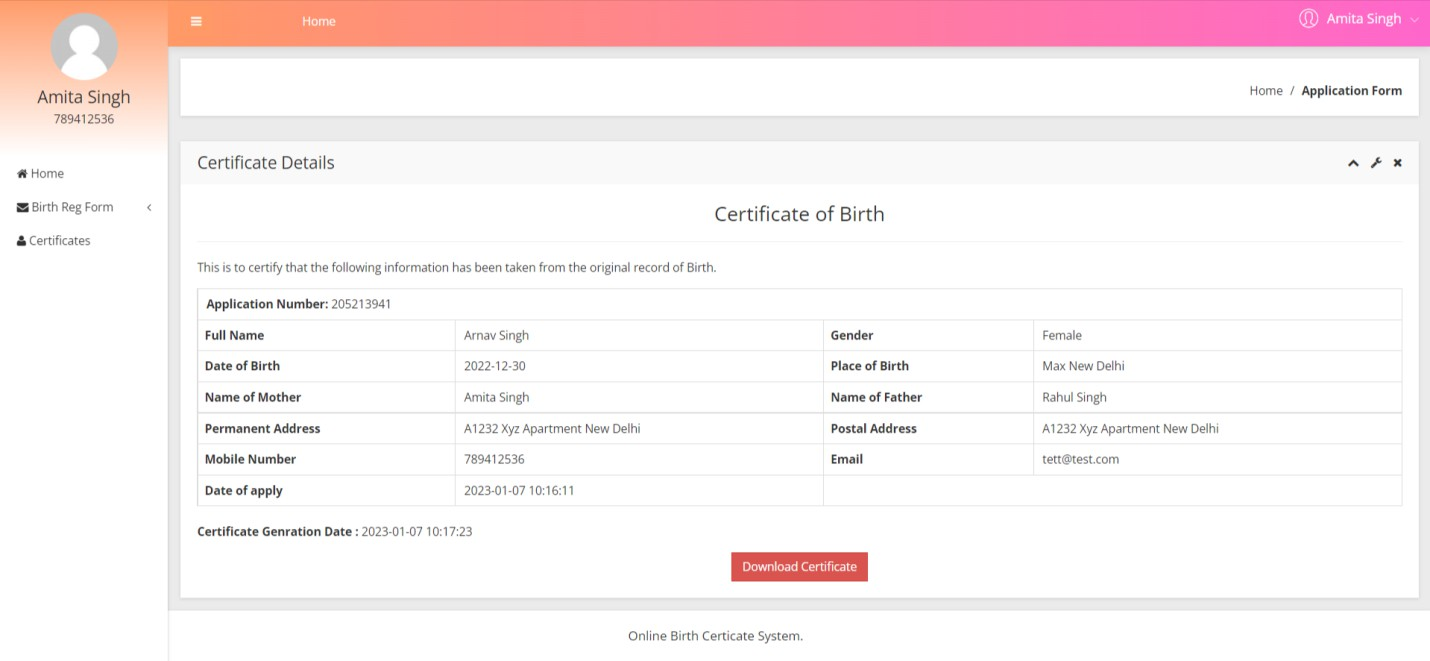 Home
Amita Singh
Amita Singh
789412536
Home
Birth Reg Form
Certificates
Home / Application Form
Certificate Details
Certificate of Birth
This is to certify that the following information has been taken from the original record of Birth.
Application Number: 205213941
Full Name Arnav Singh Gender Female
Date of Birth 2022-12-30 Place of Birth Max New Delhi
Name of Mother Amita Singh Name of Father Rahul Singh
Permanent Address A1232 Xyz Apartment New Delhi Postal Address A1232 Xyz Apartment New Delhi
Mobile Number 789412536 Email tett@test.com
Date of apply 2023-01-07 10:16:11
Certificate Genration Date : 2023-01-07 10:17:23
Download Certificate
Online Birth Certicate System.